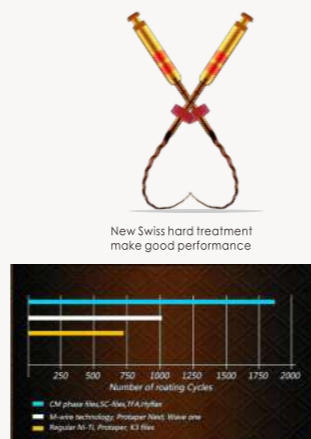 New Swiss hard treatment
make good performance
250 500 750 1000 1250 1500 1750 2000
Number of roating Cycles
CM phase files,SC-files,TFA,Hyflex
M-wire technology, Protaper Next, Wave one
Regular Ni-Ti, Protaper, K3 files